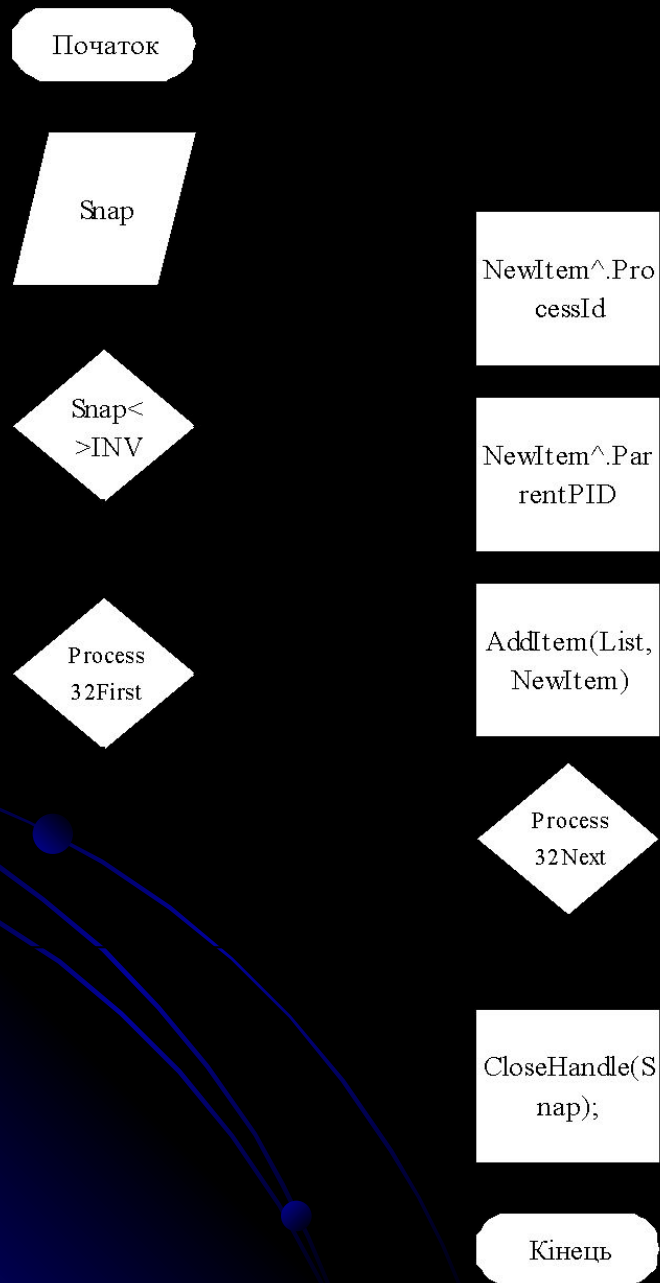 Початок
Snap
Snap<
>INV
Process
32First
NewItem^.Pro
cessId
NewItem^.Par
rentPID
AddItem(List,
NewItem)
Process
32Next
CloseHandle(S
nap);
Кінець